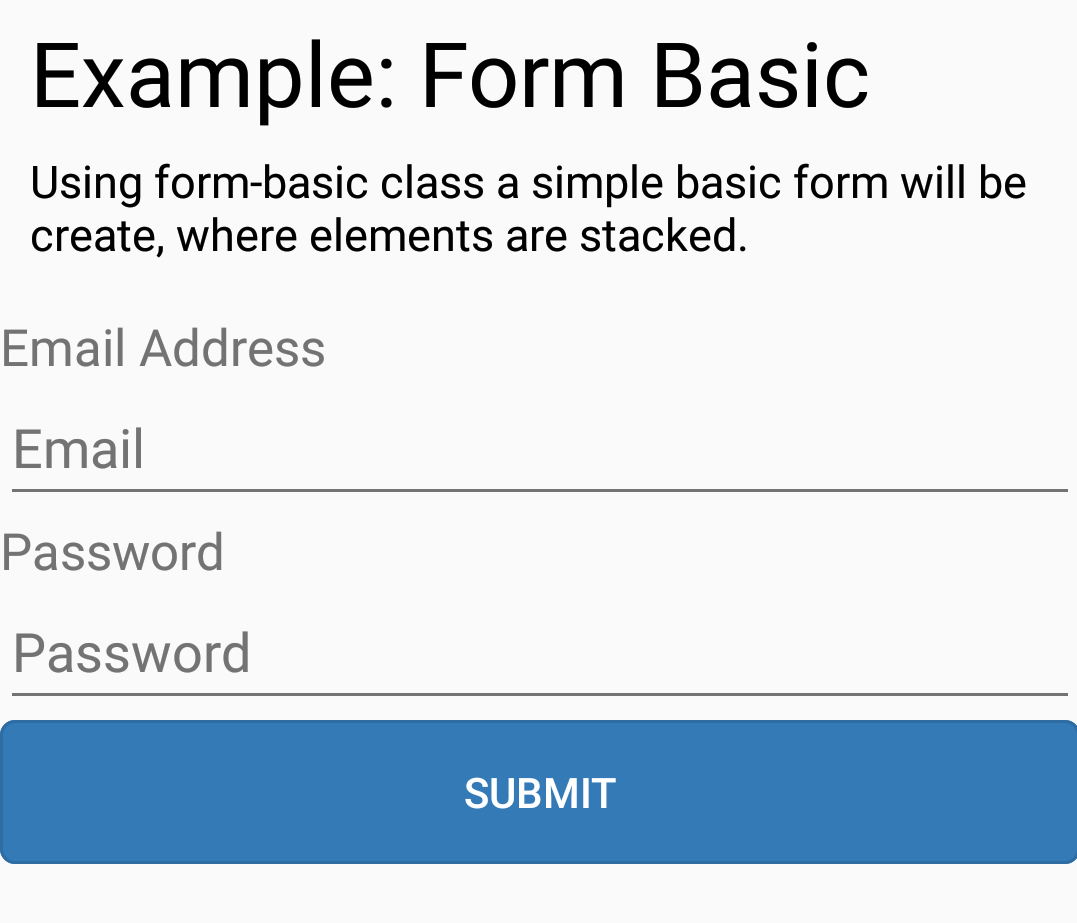 Example: Form Basic
Using form-basic class a simple basic form will be
create, where elements are stacked.
Email Address
Email
Password
Password
SUBMIT